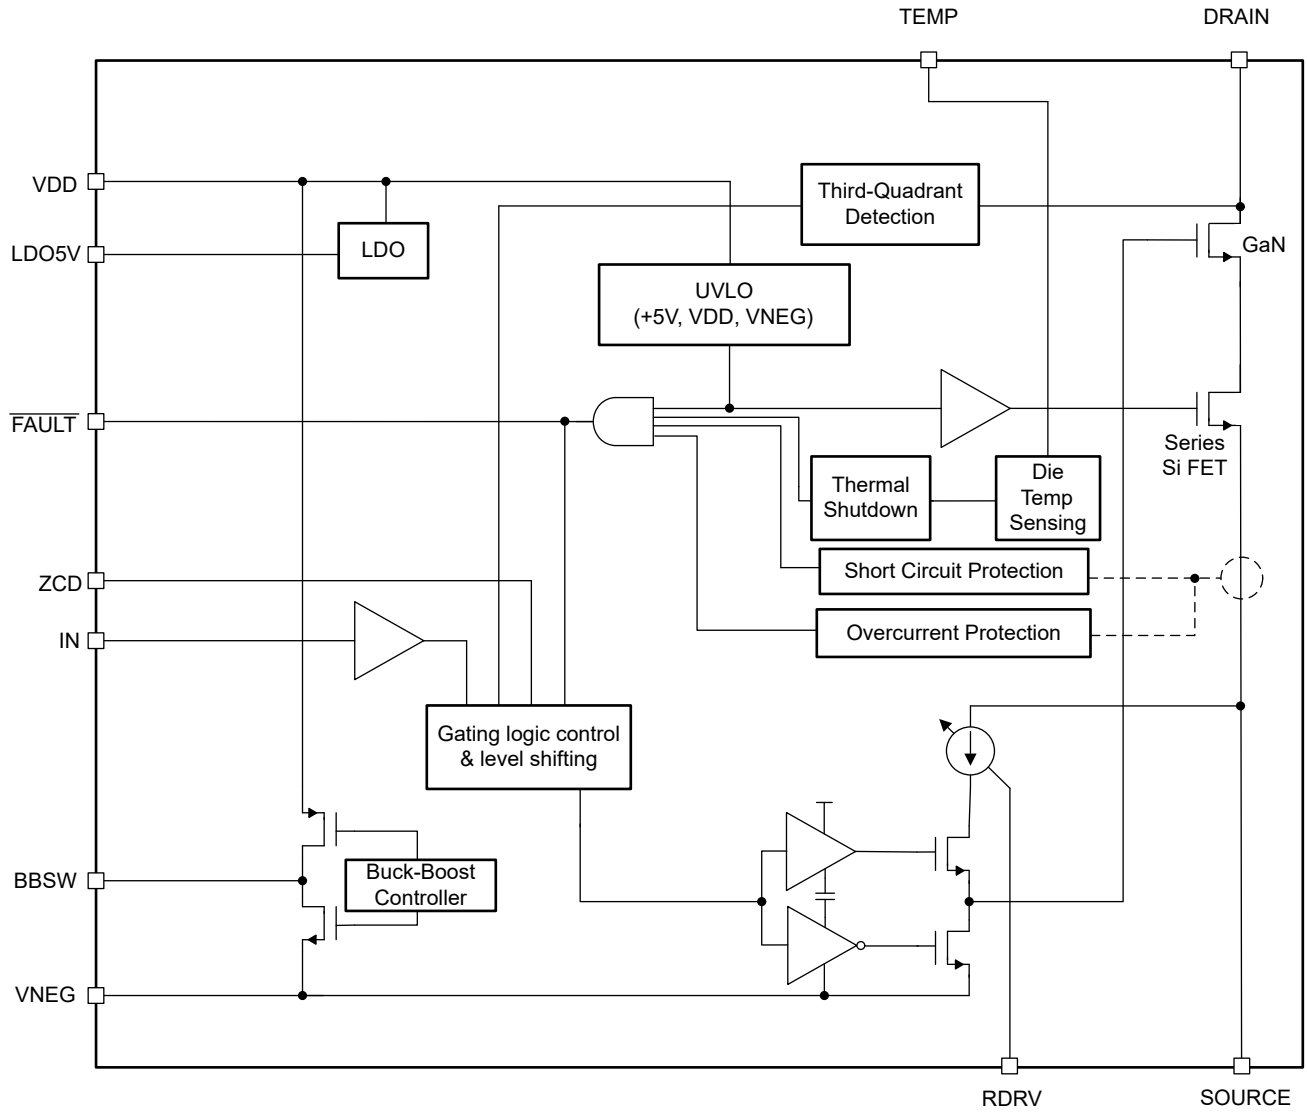 TEMP
DRAIN
VDD
Third-Quadrant
Detection
LDO5V
LDO
GaN
UVLO
(+5V, VDD, VNEG)
FAULT
Series
Si FET
Thermal
Shutdown
Die
Temp
Sensing
Short Circuit Protection
ZCD
IN
Overcurrent Protection
Gating logic control
& level shifting
BBSW
Buck-Boost
Controller
VNEG
RDRV
SOURCE